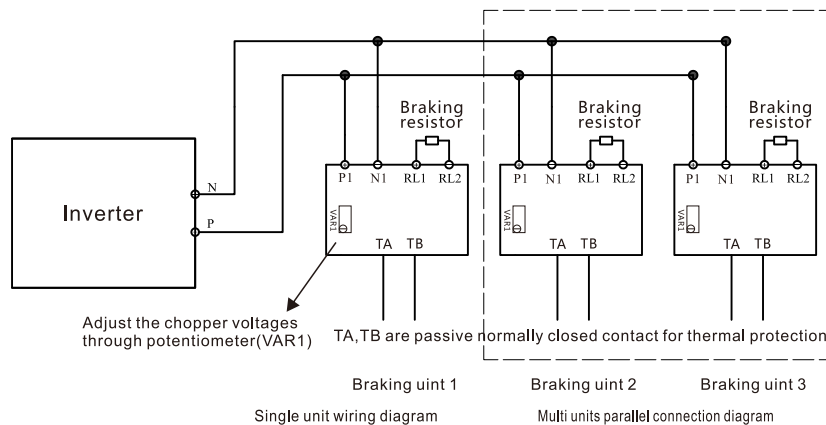 Braking
resistor
Braking
resistor
Braking
resistor
P1 N1 RL1 RL2
P1 N1 RL1 RL2
P1 N1 RL1 RL2
N
Inverter
P
VAR1
VAR1
VAR1
TA TB
TA TB
TA TB
Adjust the chopper voltages
through potentiometer(VAR1)
TA,TB are passive normally closed contact for thermal protection
Braking uint 1
Braking uint 2
Braking uint 3
Single unit wiring diagram
Multi units parallel connection diagram